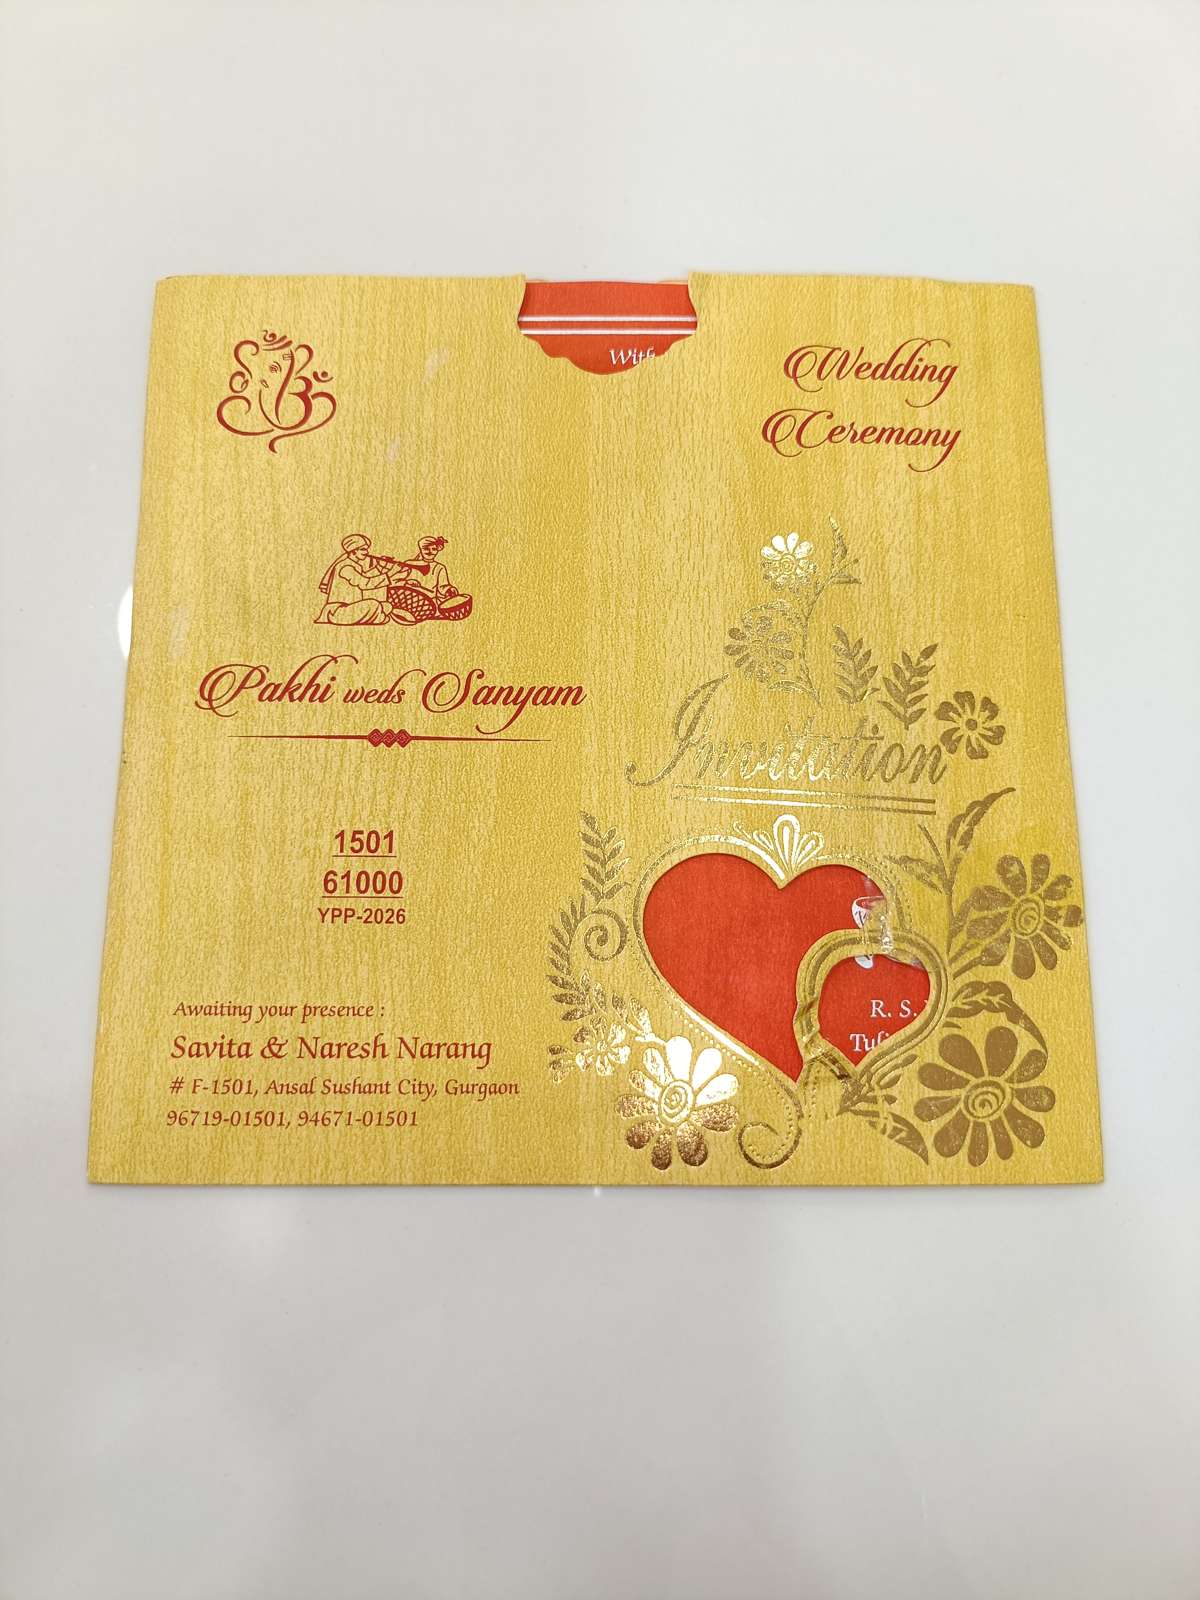 With
Wedding
Ceremony
Pakhi weds Sanyam
Invitation
1501
61000
YPP-2026
R. S.
Awaiting your presence :
Savita & Naresh Narang
# F-1501, Ansal Sushant City, Gurgaon
96719-01501, 94671-01501